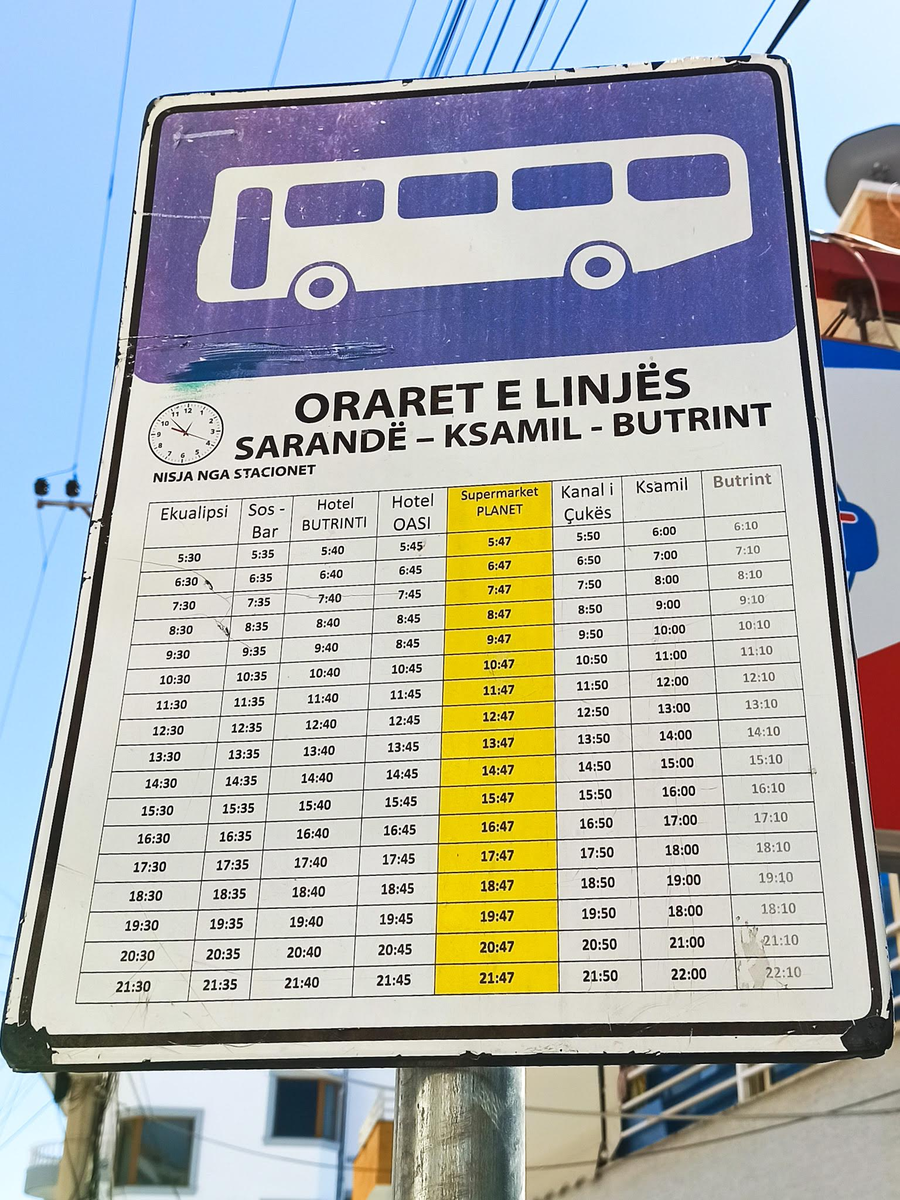 ORARET E LINJËS
SARANDË – KSAMIL - BUTRINT
12 1 2 3 4 5 6 7 8 9 10 11
NISJA NGA STACIONET
Ekualipsi Sos - Bar Hotel BUTRINTI Hotel OASI Supermarket PLANET Kanal i Çukës Ksamil Butrint
5:30 5:35 5:40 5:45 5:47 5:50 6:00 6:10
6:30 6:35 6:40 6:45 6:47 6:50 7:00 7:10
7:30 7:35 7:40 7:45 7:47 7:50 8:00 8:10
8:30 8:35 8:40 8:45 8:47 8:50 9:00 9:10
9:30 9:35 9:40 8:45 9:47 9:50 10:00 10:10
10:30 10:35 10:40 10:45 10:47 10:50 11:00 11:10
11:30 11:35 11:40 11:45 11:47 11:50 12:00 12:10
12:30 12:35 12:40 12:45 12:47 12:50 13:00 13:10
13:30 13:35 13:40 13:45 13:47 13:50 14:00 14:10
14:30 14:35 14:40 14:45 14:47 14:50 15:00 15:10
15:30 15:35 15:40 15:45 15:47 15:50 16:00 16:10
16:30 16:35 16:40 16:45 16:47 16:50 17:00 17:10
17:30 17:35 17:40 17:45 17:47 17:50 18:00 18:10
18:30 18:35 18:40 18:45 18:47 18:50 19:00 19:10
19:30 19:35 19:40 19:45 19:47 19:50 18:00 18:10
20:30 20:35 20:40 20:45 20:47 20:50 21:00 21:10
21:30 21:35 21:40 21:45 21:47 21:50 22:00 22:10